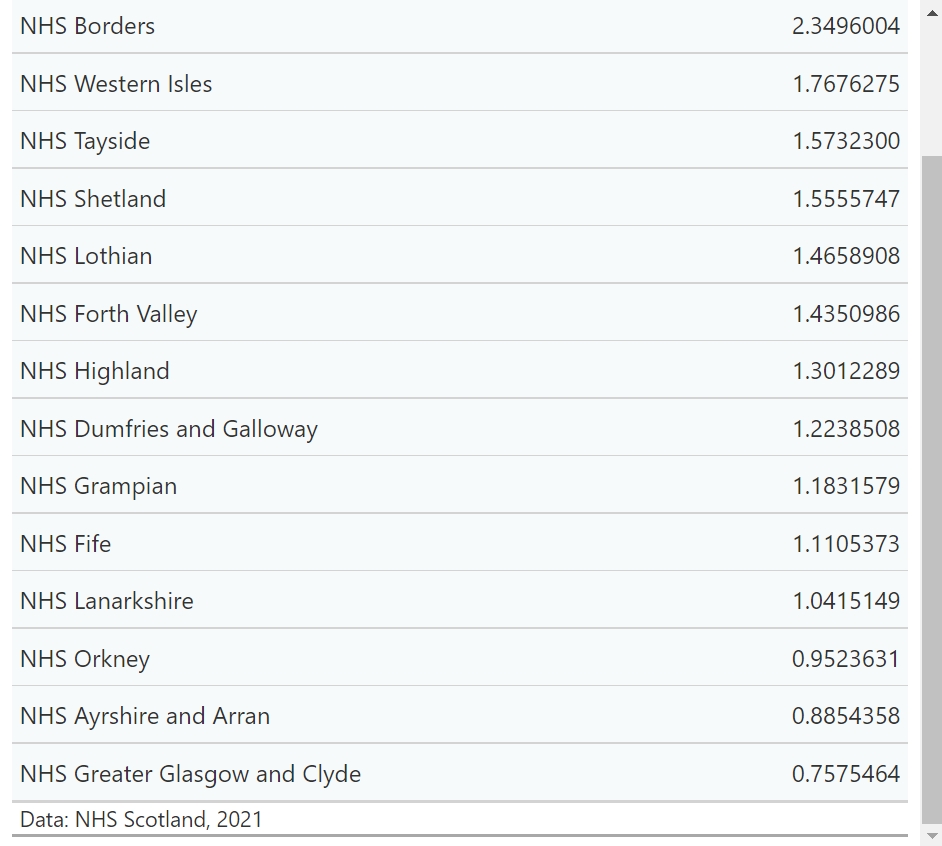 NHS Borders 2.3496004
NHS Western Isles 1.7676275
NHS Tayside 1.5732300
NHS Shetland 1.5555747
NHS Lothian 1.4658908
NHS Forth Valley 1.4350986
NHS Highland 1.3012289
NHS Dumfries and Galloway 1.2238508
NHS Grampian 1.1831579
NHS Fife 1.1105373
NHS Lanarkshire 1.0415149
NHS Orkney 0.9523631
NHS Ayrshire and Arran 0.8854358
NHS Greater Glasgow and Clyde 0.7575464
Data: NHS Scotland, 2021